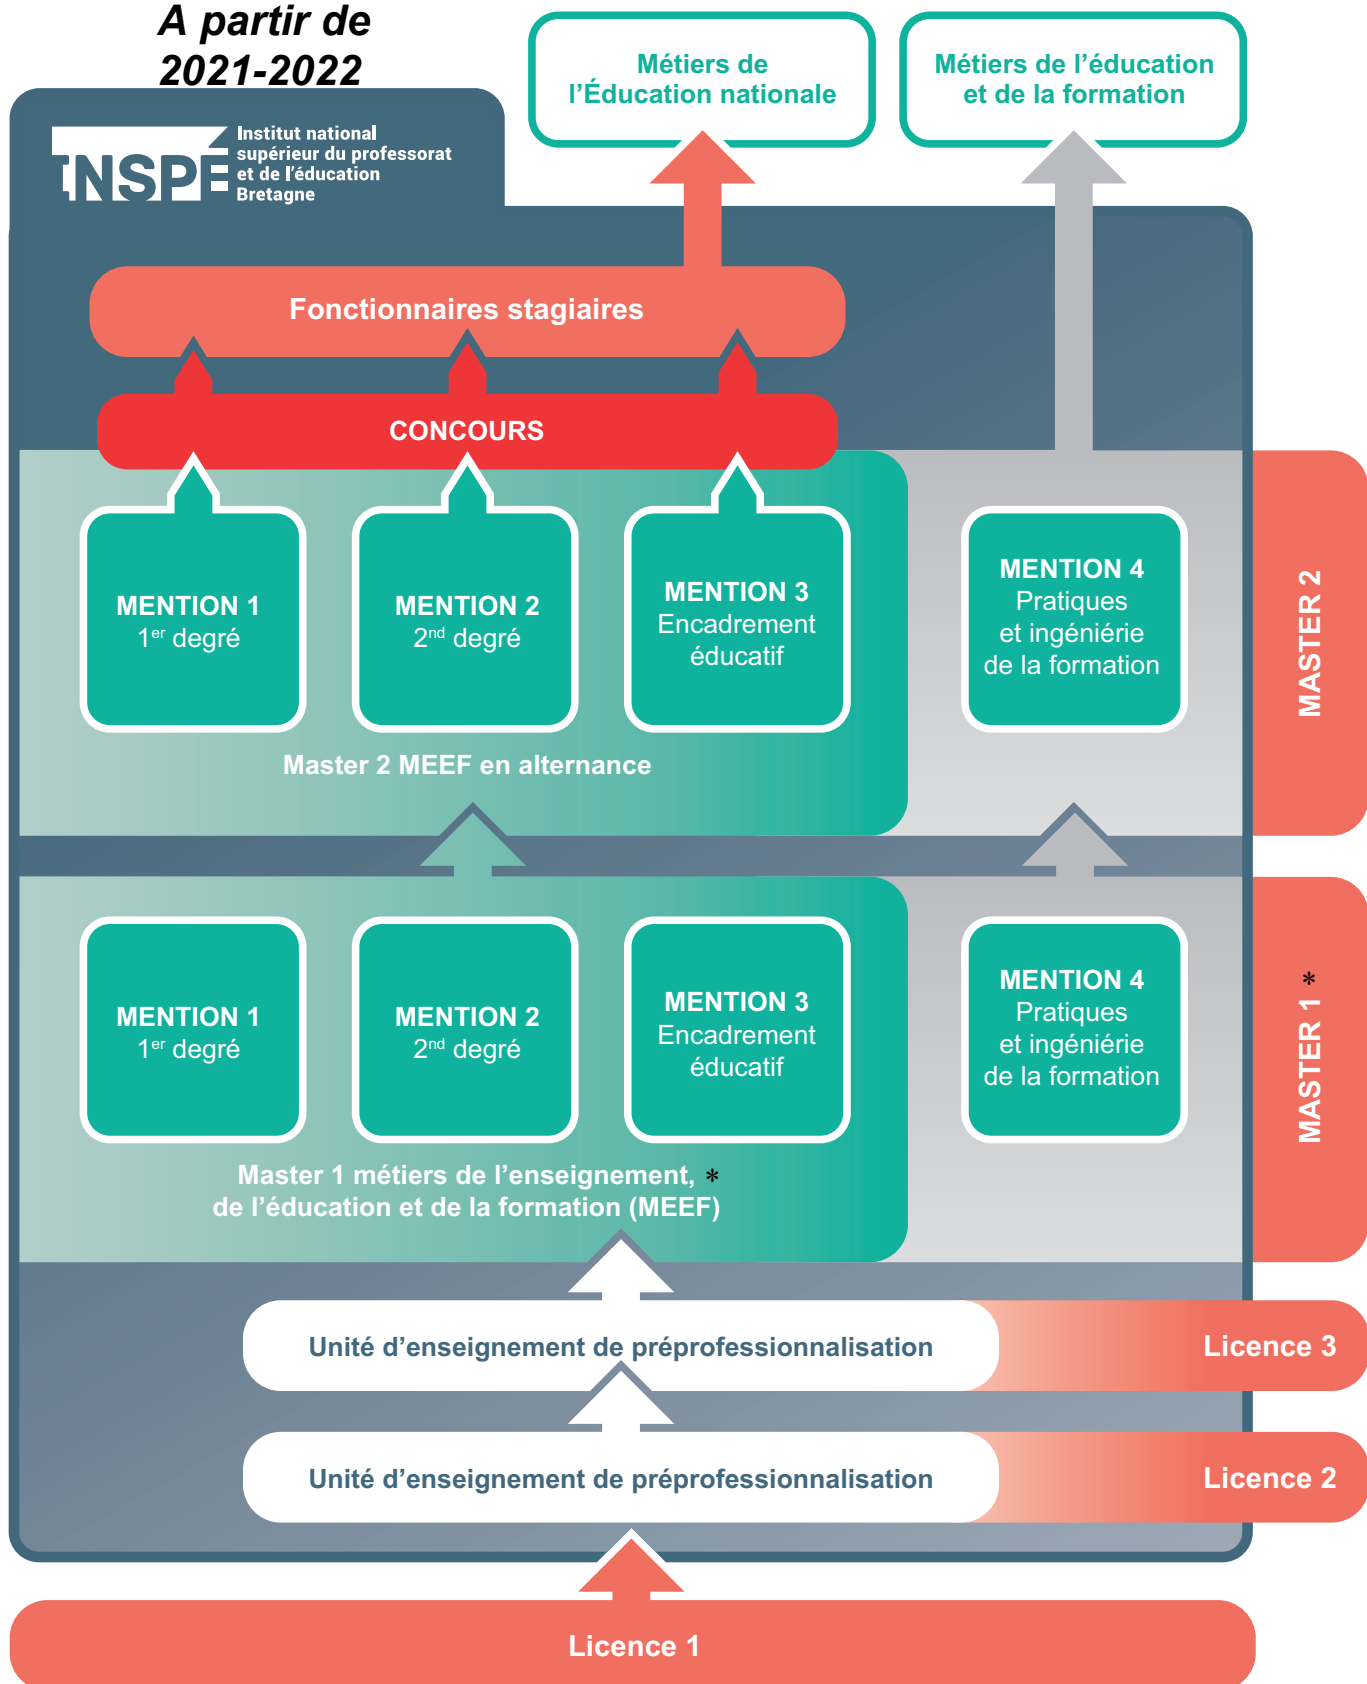 A partir de
2021-2022
Métiers de
l'Éducation nationale
Métiers de l'éducation
et de la formation
INSPÉ
Institut national
supérieur du professorat
et de l'éducation
Bretagne
Fonctionnaires stagiaires
CONCOURS
MENTION 1
1er degré
MENTION 2
2nd degré
MENTION 3
Encadrement
éducatif
MENTION 4
Pratiques
et ingéniérie
de la formation
MASTER 2
Master 2 MEEF en alternance
MENTION 1
1er degré
MENTION 2
2nd degré
MENTION 3
Encadrement
éducatif
MENTION 4
Pratiques
et ingéniérie
de la formation
MASTER 1 *
Master 1 métiers de l'enseignement, *
de l'éducation et de la formation (MEEF)
Unité d'enseignement de préprofessionnalisation
Licence 3
Unité d'enseignement de préprofessionnalisation
Licence 2
Licence 1